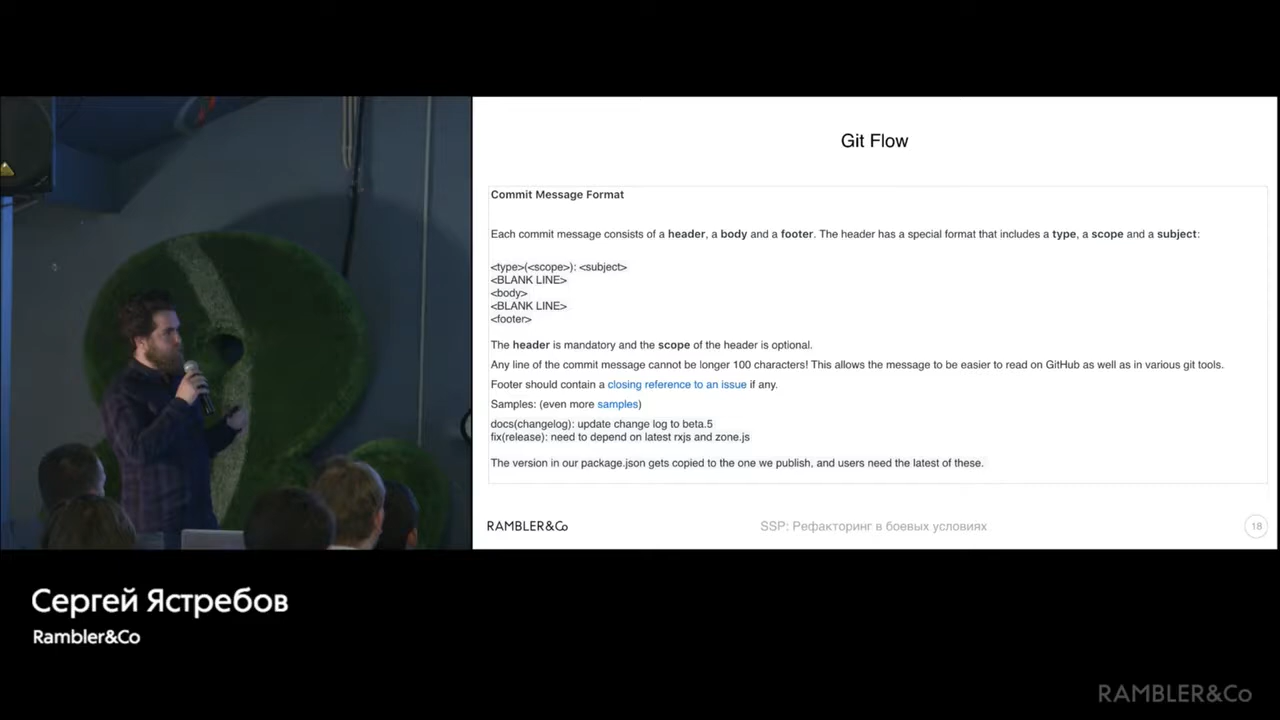 Git Flow
Commit Message Format
Each commit message consists of a header, a body and a footer. The header has a special format that includes a type, a scope and a subject:
<type>(<scope>): <subject>
<BLANK LINE>
<body>
<BLANK LINE>
<footer>
The header is mandatory and the scope of the header is optional.
Any line of the commit message cannot be longer 100 characters! This allows the message to be easier to read on GitHub as well as in various git tools.
Footer should contain a closing reference to an issue if any.
Samples: (even more samples)
docs(changelog): update change log to beta.5
fix(release): need to depend on latest rxjs and zone.js
The version in our package.json gets copied to the one we publish, and users need the latest of these.
RAMBLER&Co
SSP: Рефакторинг в боевых условиях
18
Сергей Ястребов
Rambler&Co
RAMBLER&Co